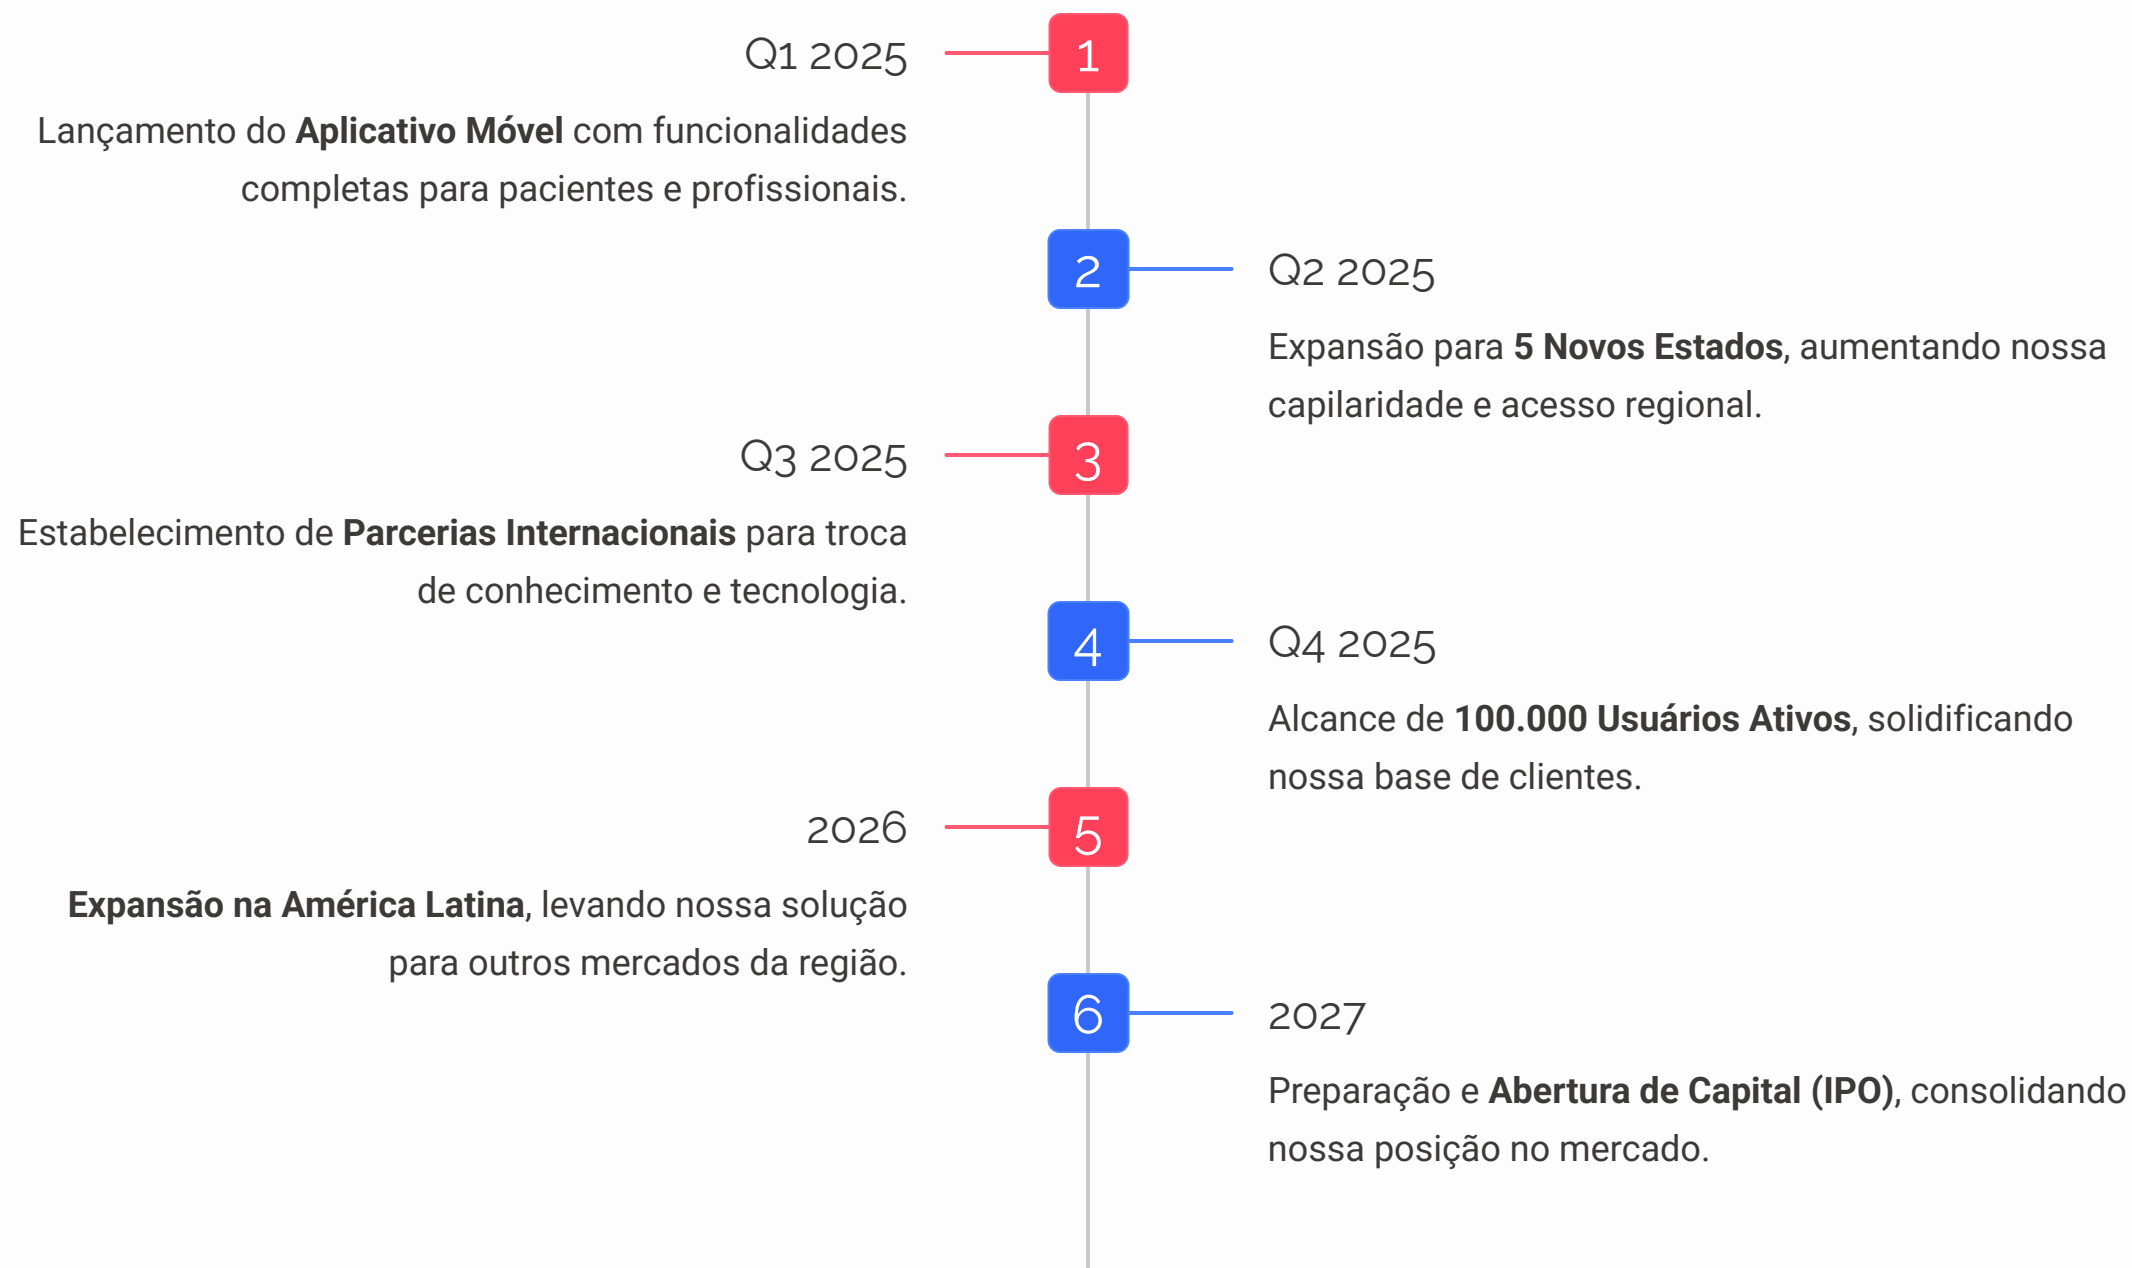 1
Q1 2025
Lançamento do Aplicativo Móvel com funcionalidades
completas para pacientes e profissionais.
2
Q2 2025
Expansão para 5 Novos Estados, aumentando nossa
capilaridade e acesso regional.
3
Q3 2025
Estabelecimento de Parcerias Internacionais para troca
de conhecimento e tecnologia.
4
Q4 2025
Alcance de 100.000 Usuários Ativos, solidificando
nossa base de clientes.
5
2026
Expansão na América Latina, levando nossa solução
para outros mercados da região.
6
2027
Preparação e Abertura de Capital (IPO), consolidando
nossa posição no mercado.